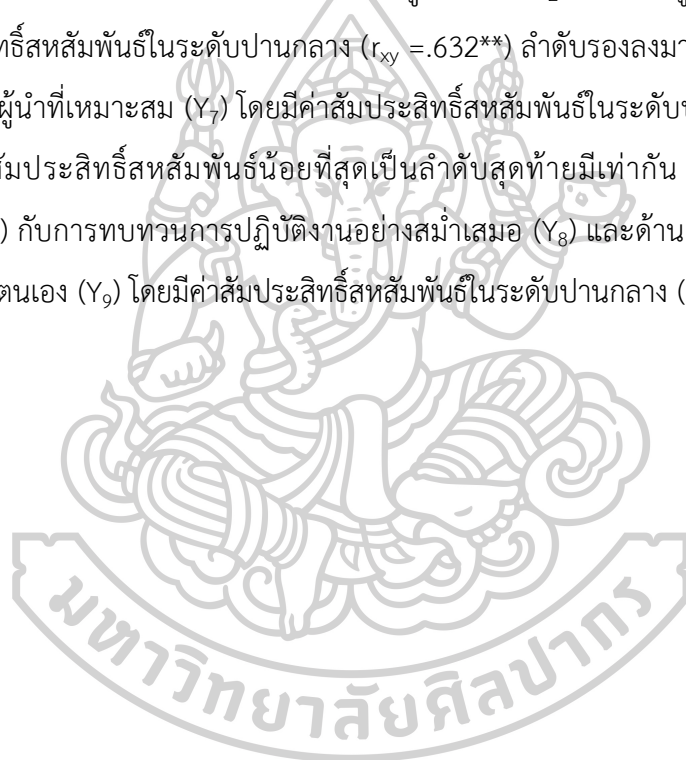 ทธิ์สหสัมพันธ์ในระดับปานกลาง (rxy =.632**) ลำดับรองลงมา
ผู้นำที่เหมาะสม (Y7) โดยมีค่าสัมประสิทธิ์สหสัมพันธ์ในระดับ
สัมประสิทธิ์สหสัมพันธ์น้อยที่สุดเป็นลำดับสุดท้ายมีเท่ากัน
) กับการทบทวนการปฏิบัติงานอย่างสม่ำเสมอ (Y8) และด้าน
ตนเอง (Y9) โดยมีค่าสัมประสิทธิ์สหสัมพันธ์ในระดับปานกลาง (
มหาวิทยาลัยศิลปากร